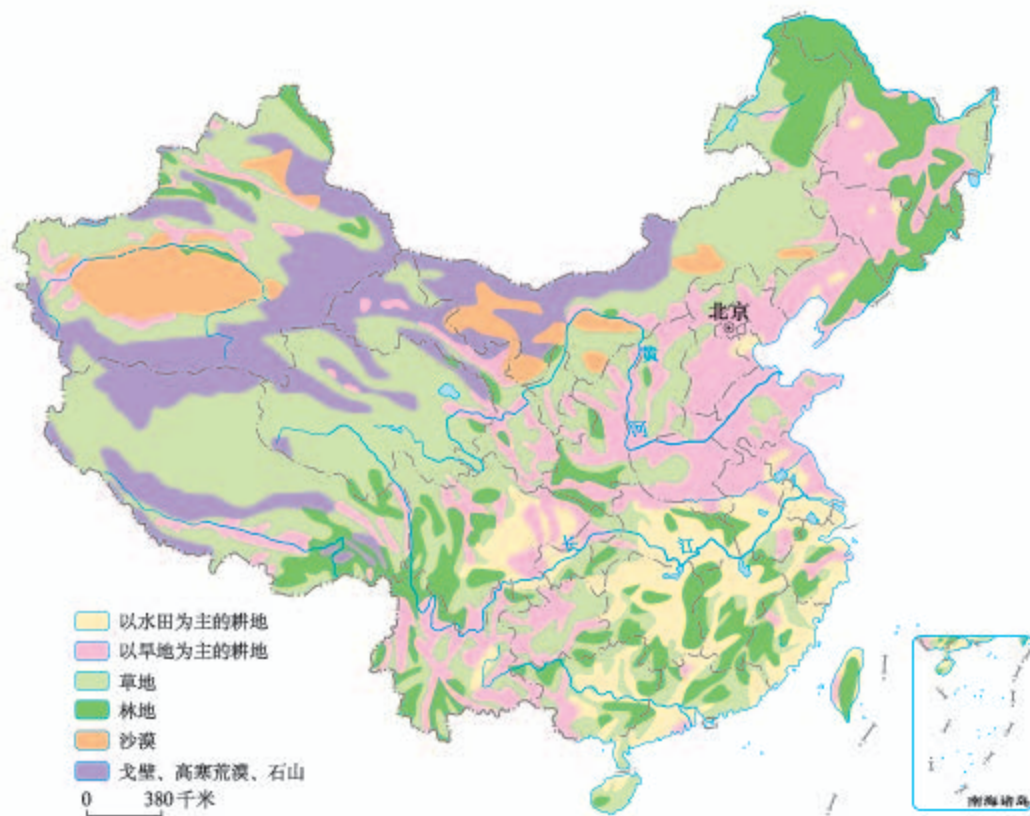 北京
黄
河
长
江
以水田为主的耕地
以旱地为主的耕地
草地
林地
沙漠
戈壁、高寒荒漠、石山
0 380千米
南海诸岛